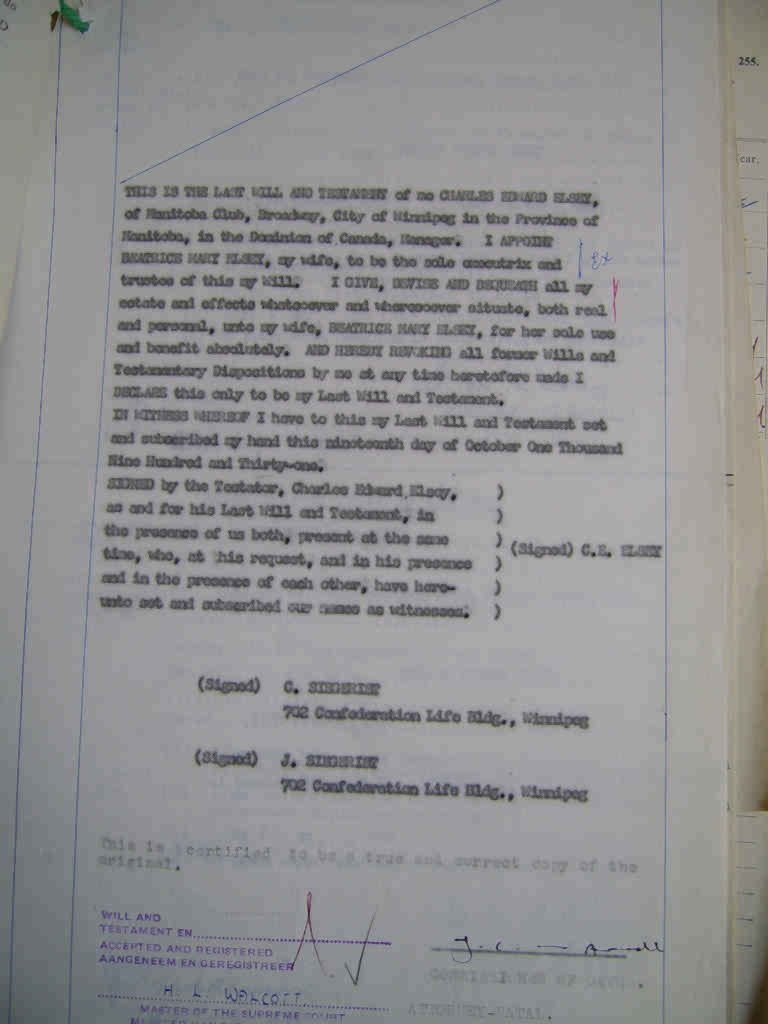 255.
car.
THIS IS THE LAST WILL AND TESTAMENT of me CHARLES EDWARD ELSEY,
of Manitoba Club, Broadway, City of Winnipeg in the Province of
Manitoba, in the Dominion of Canada, Manager. I APPOINT
BEATRICE MARY ELSEY, my wife, to be the sole executrix and
Ex
trustee of this my Will. I GIVE, DEVISE AND BEQUEATH all my
estate and effects whatsoever and wheresoever situate, both real
and personal, unto my wife, BEATRICE MARY ELSEY, for her sole use
and benefit absolutely. AND HEREBY REVOKING all former Wills and
Testamentary Dispositions by me at any time heretofore made I
DECLARE this only to be my Last Will and Testament.
IN WITNESS WHEREOF I have to this my Last Will and Testament set
and subscribed my hand this nineteenth day of October One Thousand
Nine Hundred and Thirty-one.
SIGNED by the Testator, Charles Edward Elsey, )
as and for his Last Will and Testament, in )
the presence of us both, present at the same )
time, who, at his request, and in his presence ) (Signed) C.E. ELSEY
and in the presence of each other, have here- )
unto set and subscribed our names as witnesses. )
(Signed) C. SIEGERIST
702 Confederation Life Bldg., Winnipeg
(Signed) J. SIEGERIST
702 Confederation Life Bldg., Winnipeg
This is certified to be a true and correct copy of the
original.
WILL AND
TESTAMENT EN
ACCEPTED AND REGISTERED
AANGENEEM EN GEREGISTREER
COMMISSIONER OF OATHS.
H. L. WALCOTT
ATTORNEY-NATAL.
MASTER OF THE SUPREME COURT